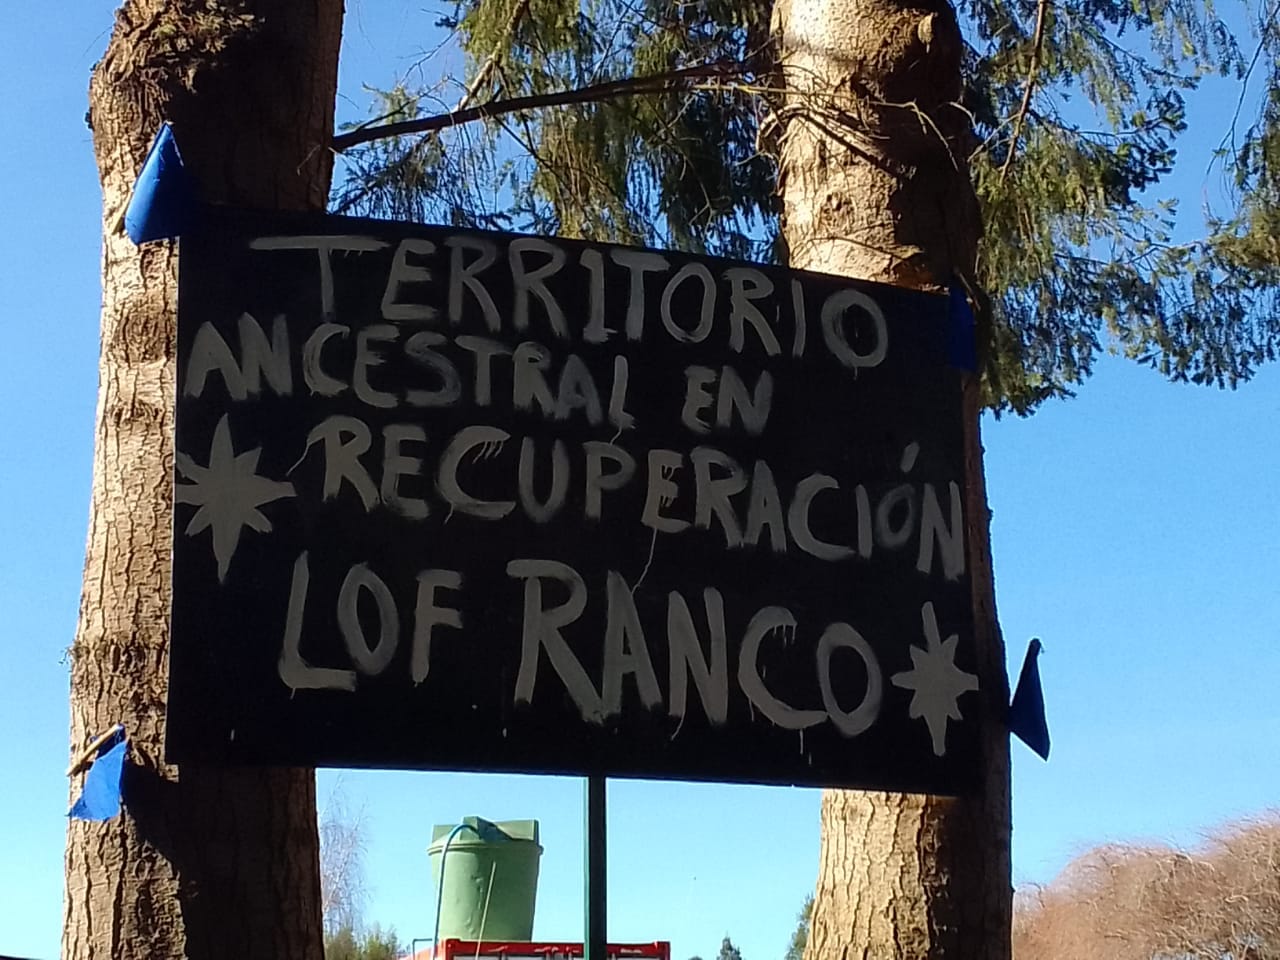 TERRITORIO
ANCESTRAL EN
RECUPERACIÓN
LOF RANCO